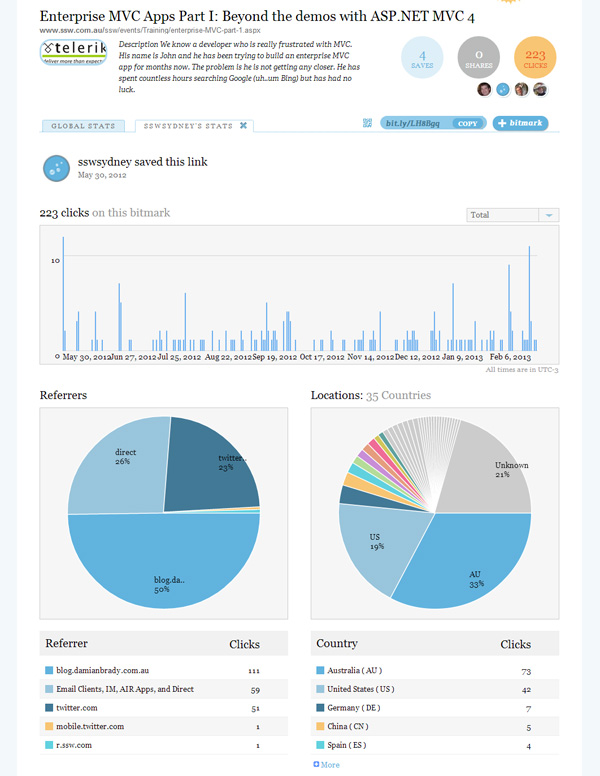 Enterprise MVC Apps Part I: Beyond the demos with ASP.NET MVC 4
www.ssw.com.au/ssw/events/Training/enterprise-MVC-part-1.aspx
telerik
deliver more than expected
Description We know a developer who is really frustrated with MVC.
His name is John and he has been trying to build an enterprise MVC
app for months now. The problem is he is not getting any closer. He has
spent countless hours searching Google (uh..um Bing) but has had no
luck.
4
SAVES
0
SHARES
223
CLICKS
GLOBAL STATS
SSWSYDNEY'S STATS
bit.ly/LH8Bgq
COPY
+ bitmark
sswsydney saved this link
May 30, 2012
223 clicks on this bitmark
Total
10
0
May 30, 2012 Jun 27, 2012 Jul 25, 2012 Aug 22, 2012 Sep 19, 2012 Oct 17, 2012 Nov 14, 2012 Dec 12, 2012 Jan 9, 2013 Feb 6, 2013
All times are in UTC-3
Referrers
direct
26%
twitter..
23%
blog.da..
50%
Locations: 35 Countries
Unknown
21%
US
19%
AU
33%
Referrer Clicks
blog.damianbrady.com.au 111
Email Clients, IM, AIR Apps, and Direct 59
twitter.com 51
mobile.twitter.com 1
r.ssw.com 1
Country Clicks
Australia ( AU ) 73
United States ( US ) 42
Germany ( DE ) 7
China ( CN ) 5
Spain ( ES ) 4
More